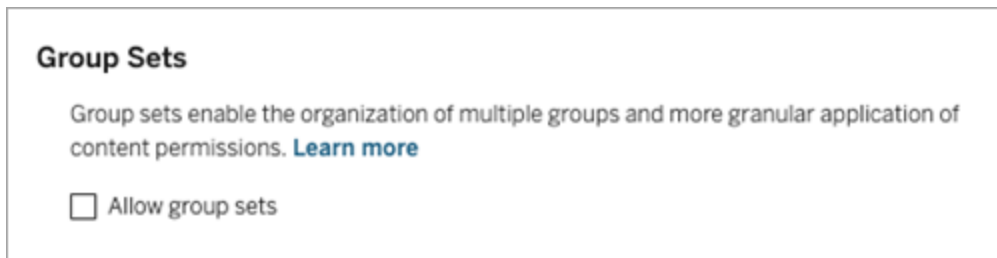 Group Sets
Group sets enable the organization of multiple groups and more granular application of
content permissions. Learn more
Allow group sets